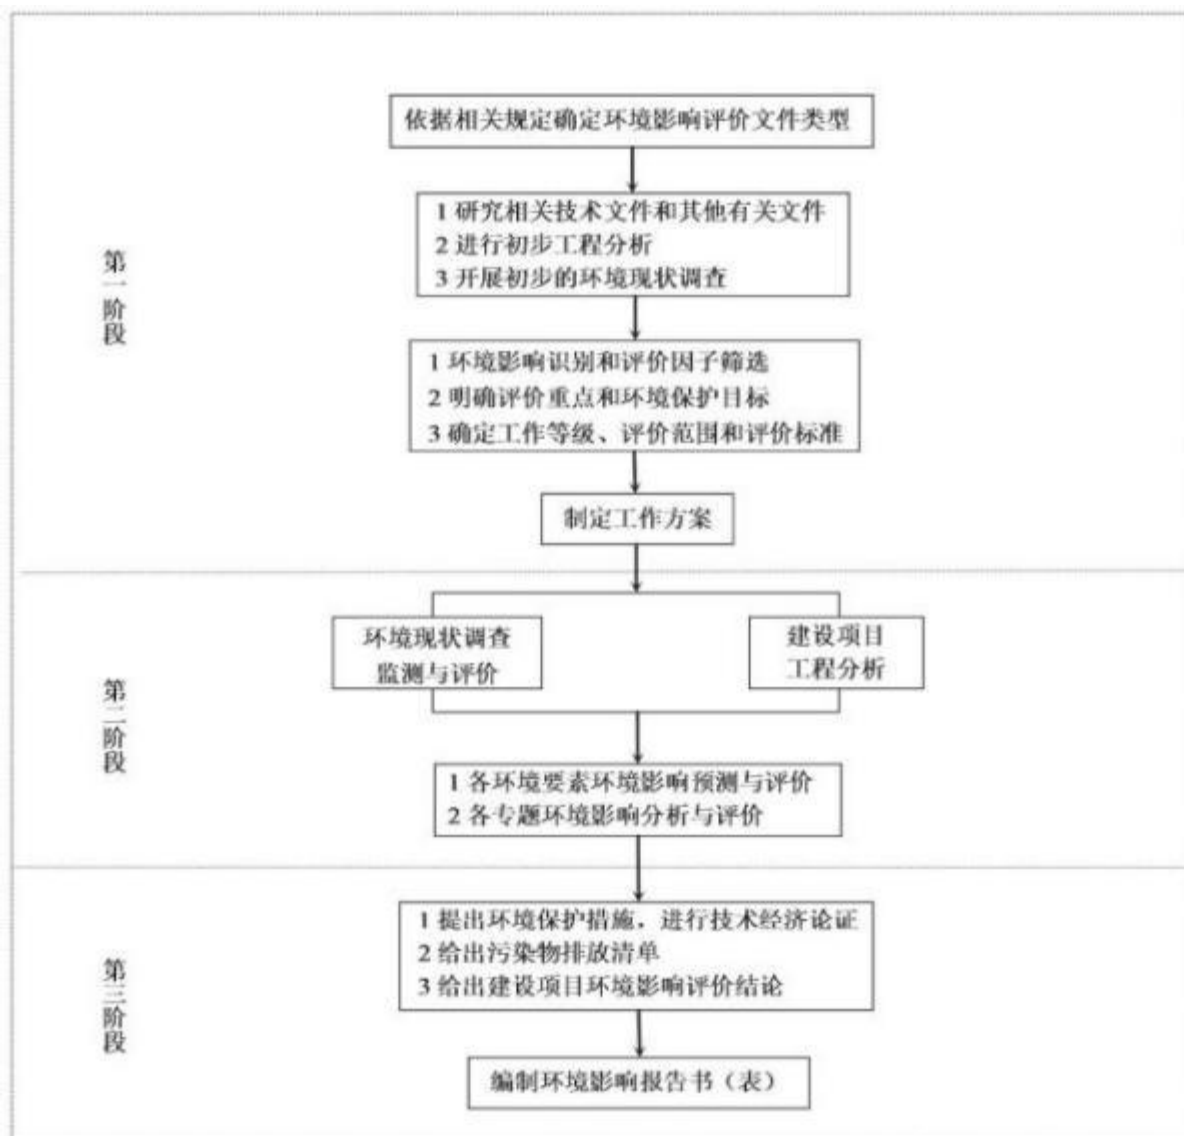 依据相关规定确定环境影响评价文件类型
第一阶段
1 研究相关技术文件和其他有关文件
2 进行初步工程分析
3 开展初步的环境现状调查
1 环境影响识别和评价因子筛选
2 明确评价重点和环境保护目标
3 确定工作等级、评价范围和评价标准
制定工作方案
第二阶段
环境现状调查
监测与评价
建设项目
工程分析
1 各环境要素环境影响预测与评价
2 各专题环境影响分析与评价
第三阶段
1 提出环境保护措施，进行技术经济论证
2 给出污染物排放清单
3 给出建设项目环境影响评价结论
编制环境影响报告书（表）